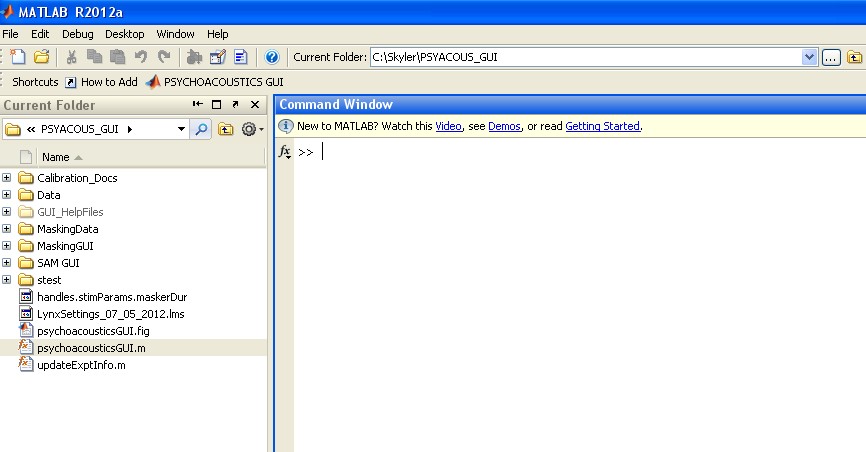 MATLAB R2012a
File Edit Debug Desktop Window Help
Current Folder: C:\Skyler\PSYACOUS_GUI
Shortcuts How to Add PSYCHOACOUSTICS GUI
Current Folder
« PSYACOUS_GUI
Name
Calibration_Docs
Data
GUI_HelpFiles
MaskingData
MaskingGUI
SAM GUI
stest
handles.stimParams.maskerDur
LynxSettings_07_05_2012.lms
psychoacousticsGUI.fig
psychoacousticsGUI.m
updateExptInfo.m
Command Window
New to MATLAB? Watch this Video, see Demos, or read Getting Started.
fx >>